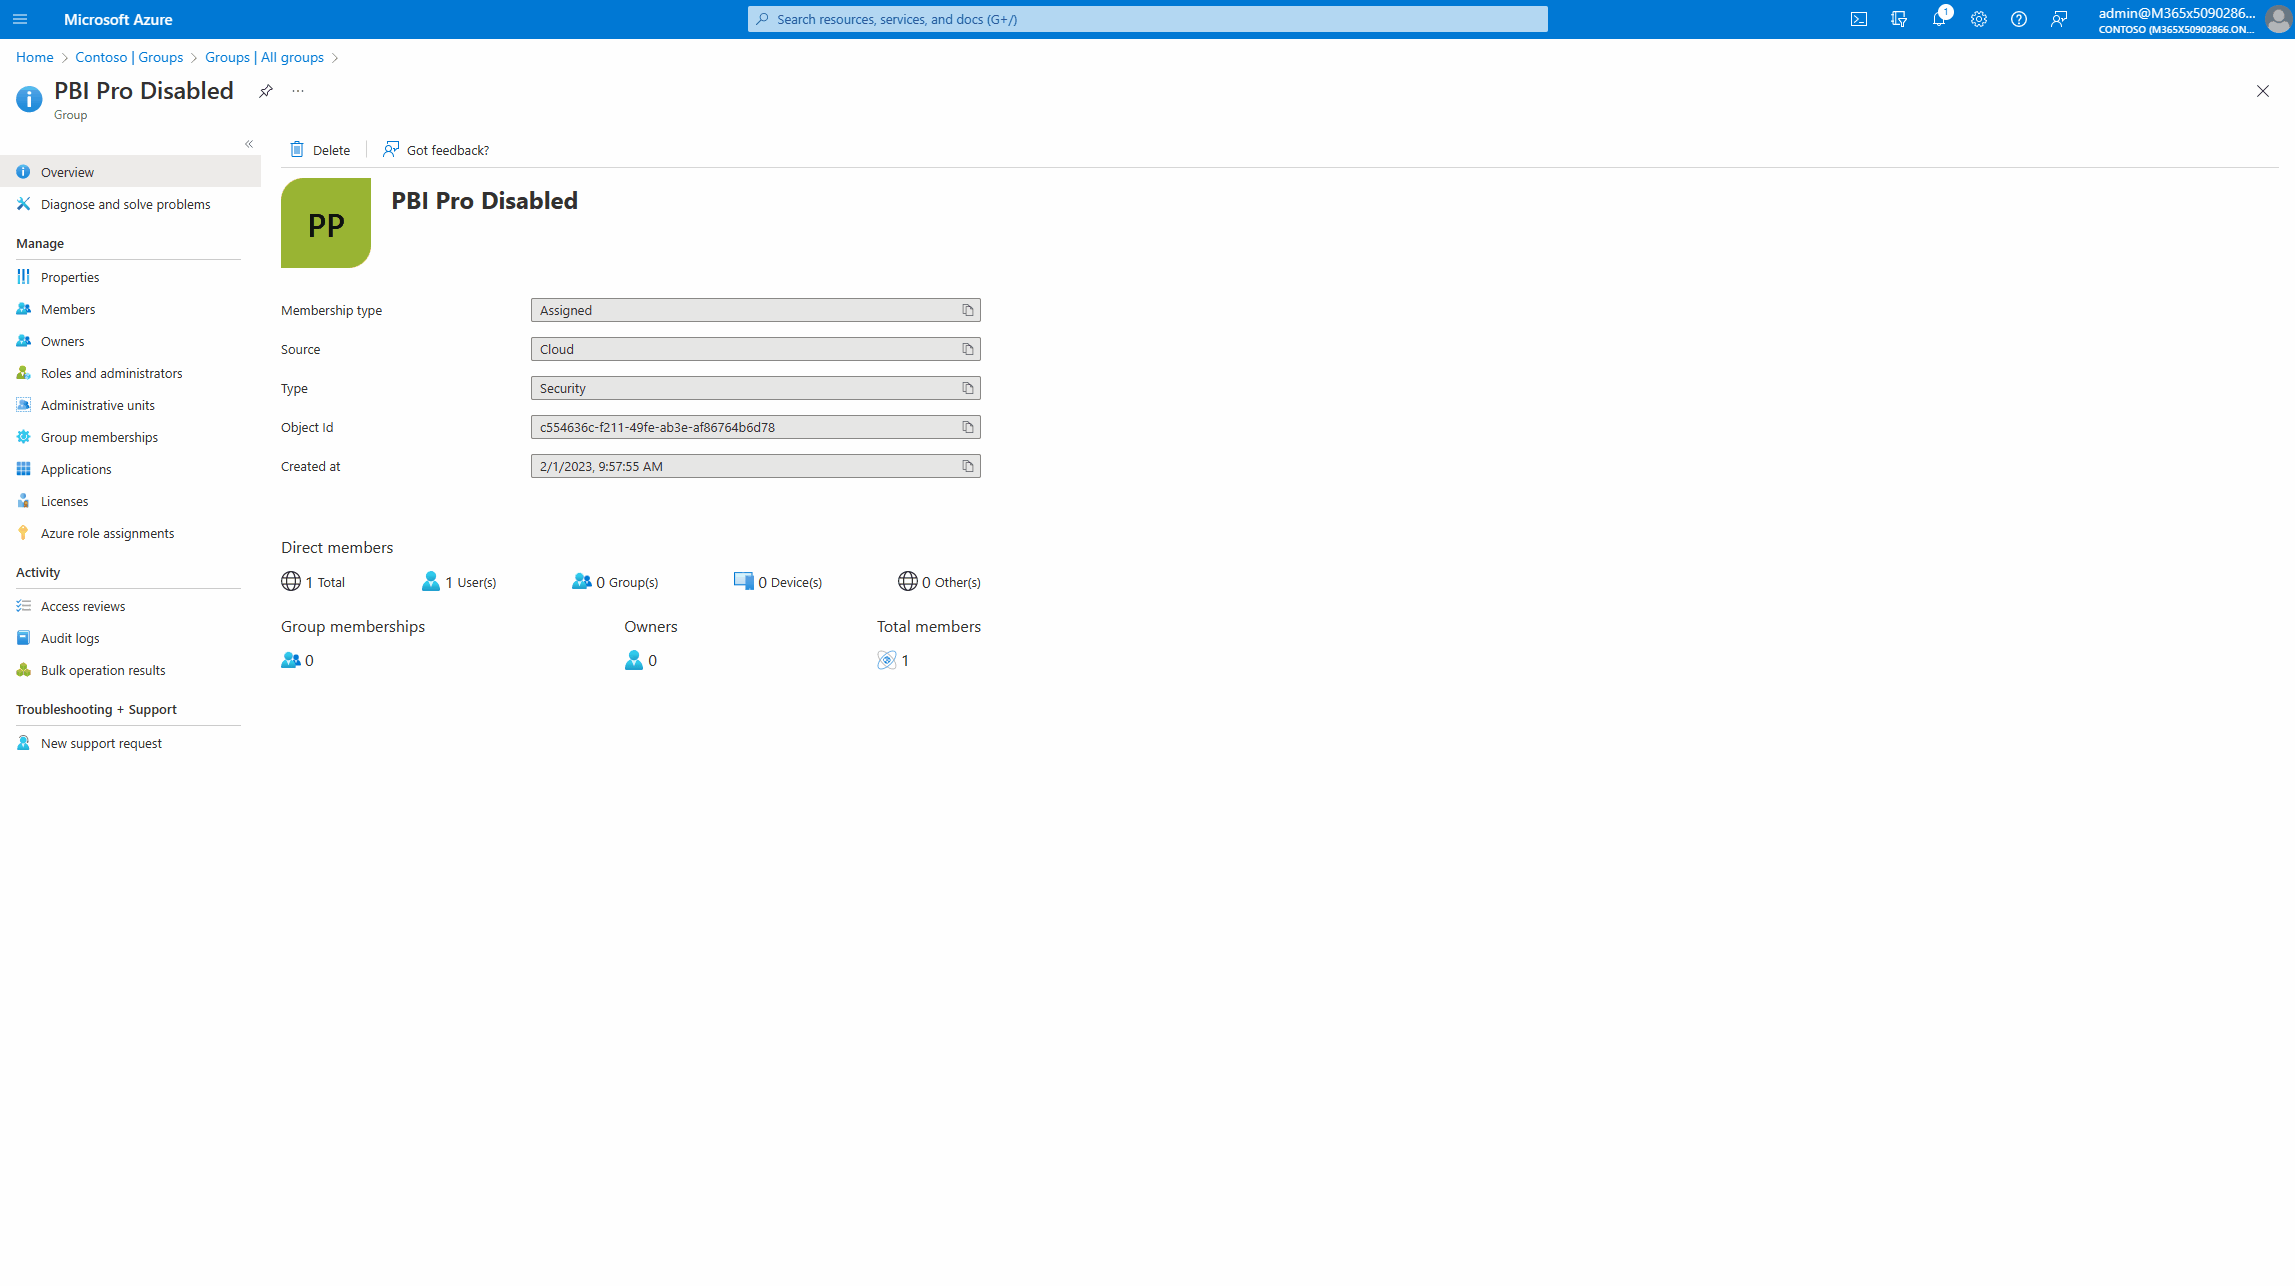 Microsoft Azure
Search resources, services, and docs (G+/)
1
admin@M365x5090286...
CONTOSO (M365X50902866.ON...
Home > Contoso | Groups > Groups | All groups >
PBI Pro Disabled
...
Group
Delete
Got feedback?
Overview
Diagnose and solve problems
Manage
Properties
Members
Owners
Roles and administrators
Administrative units
Group memberships
Applications
Licenses
Azure role assignments
Activity
Access reviews
Audit logs
Bulk operation results
Troubleshooting + Support
New support request
PP
PBI Pro Disabled
Membership type
Assigned
Source
Cloud
Type
Security
Object Id
c554636c-f211-49fe-ab3e-af86764b6d78
Created at
2/1/2023, 9:57:55 AM
Direct members
1 Total
1 User(s)
0 Group(s)
0 Device(s)
0 Other(s)
Group memberships
Owners
Total members
0
0
1